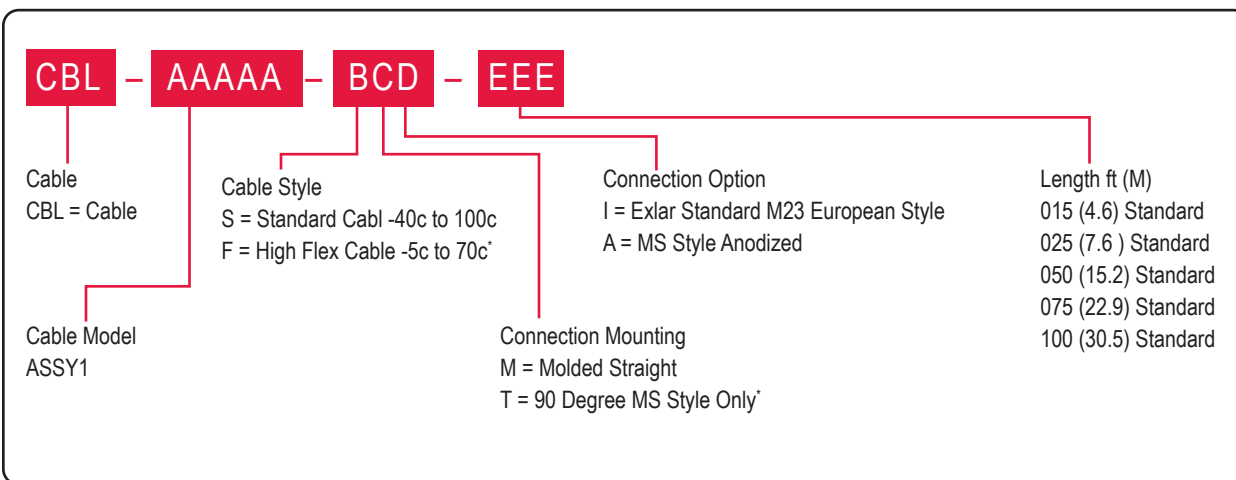 CBL – AAAAA – BCD – EEE
Cable
CBL = Cable
Cable Style
S = Standard Cabl -40c to 100c
F = High Flex Cable -5c to 70c*
Connection Option
I = Exlar Standard M23 European Style
A = MS Style Anodized
Length ft (M)
015 (4.6) Standard
025 (7.6 ) Standard
050 (15.2) Standard
075 (22.9) Standard
100 (30.5) Standard
Cable Model
ASSY1
Connection Mounting
M = Molded Straight
T = 90 Degree MS Style Only*